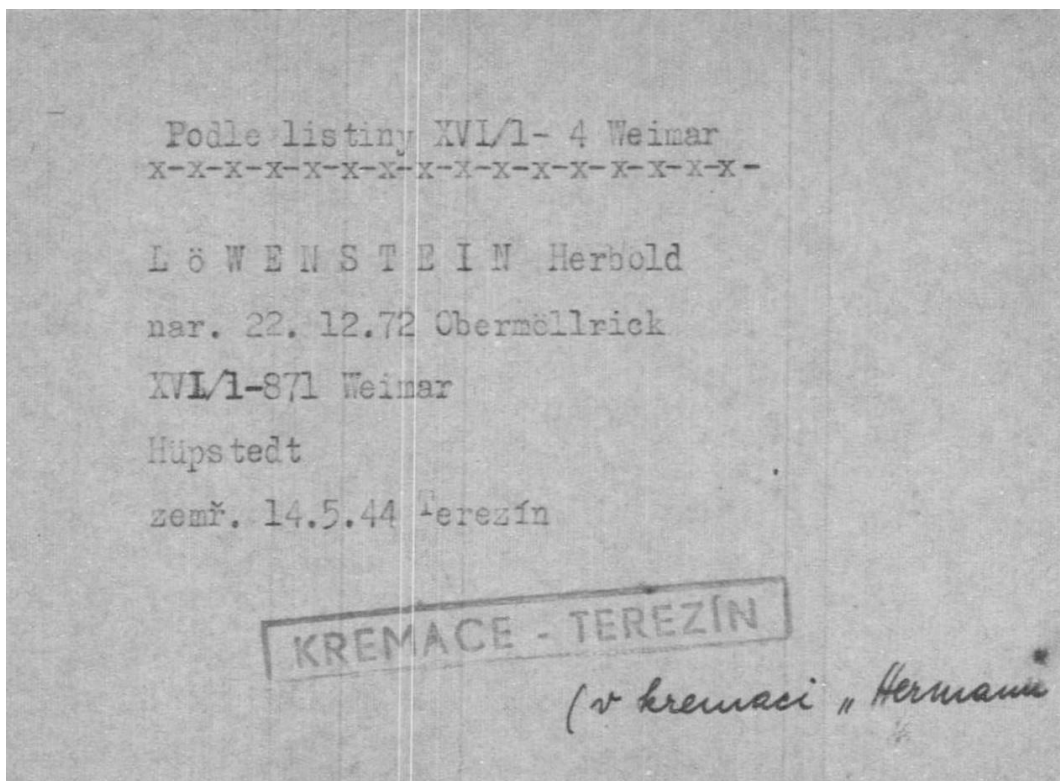 Podle listiny XVI/1- 4 Weimar
x-x-x-x-x-x-x-x-x-x-x-x-x-x-x-x-
L Ö W E N S T E I N Herbold
nar. 22. 12.72 Obermöllrick
XVI/1-871 Weimar
Hüpstedt
zemř. 14.5.44 Terezín
KREMACE - TEREZÍN
(v kremaci „Hermann"